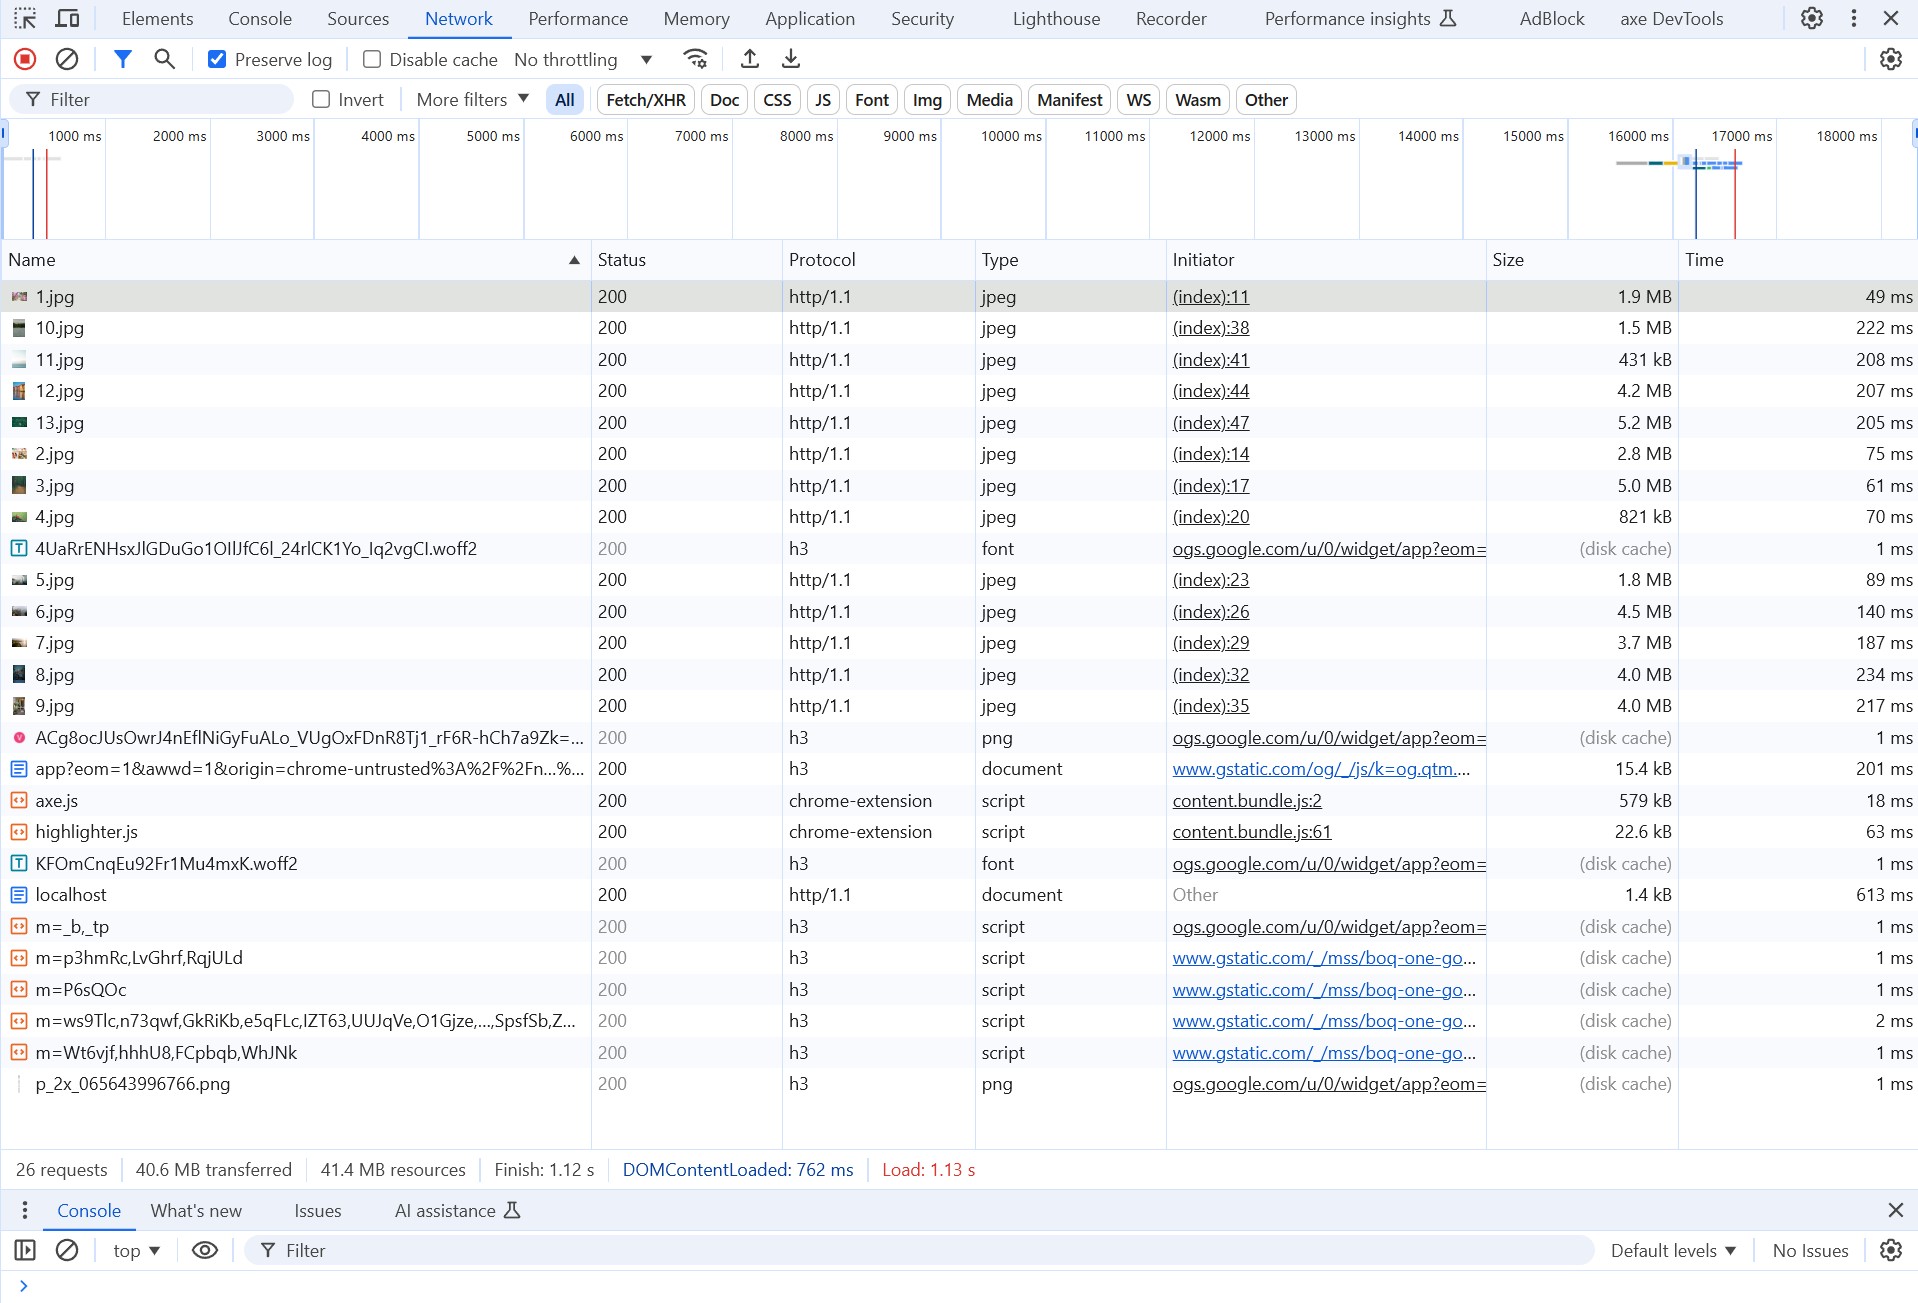 Elements Console Sources Network Performance Memory Application Security Lighthouse Recorder Performance insights AdBlock axe DevTools
Preserve log Disable cache No throttling
Filter Invert More filters All Fetch/XHR Doc CSS JS Font Img Media Manifest WS Wasm Other
1000 ms 2000 ms 3000 ms 4000 ms 5000 ms 6000 ms 7000 ms 8000 ms 9000 ms 10000 ms 11000 ms 12000 ms 13000 ms 14000 ms 15000 ms 16000 ms 17000 ms 18000 ms
Name Status Protocol Type Initiator Size Time
1.jpg 200 http/1.1 jpeg (index):11 1.9 MB 49 ms
10.jpg 200 http/1.1 jpeg (index):38 1.5 MB 222 ms
11.jpg 200 http/1.1 jpeg (index):41 431 kB 208 ms
12.jpg 200 http/1.1 jpeg (index):44 4.2 MB 207 ms
13.jpg 200 http/1.1 jpeg (index):47 5.2 MB 205 ms
2.jpg 200 http/1.1 jpeg (index):14 2.8 MB 75 ms
3.jpg 200 http/1.1 jpeg (index):17 5.0 MB 61 ms
4.jpg 200 http/1.1 jpeg (index):20 821 kB 70 ms
4UaRrENHsxJlGDuGo1OIlJfC6l_24rlCK1Yo_Iq2vgCI.woff2 200 h3 font ogs.google.com/u/0/widget/app?eom= (disk cache) 1 ms
5.jpg 200 http/1.1 jpeg (index):23 1.8 MB 89 ms
6.jpg 200 http/1.1 jpeg (index):26 4.5 MB 140 ms
7.jpg 200 http/1.1 jpeg (index):29 3.7 MB 187 ms
8.jpg 200 http/1.1 jpeg (index):32 4.0 MB 234 ms
9.jpg 200 http/1.1 jpeg (index):35 4.0 MB 217 ms
ACg8ocJUsOwrJ4nEflNiGyFuALo_VUgOxFDnR8Tj1_rF6R-hCh7a9Zk=... 200 h3 png ogs.google.com/u/0/widget/app?eom= (disk cache) 1 ms
app?eom=1&awwd=1&origin=chrome-untrusted%3A%2F%2Fn...%... 200 h3 document www.gstatic.com/og/_/js/k=og.qtm.... 15.4 kB 201 ms
axe.js 200 chrome-extension script content.bundle.js:2 579 kB 18 ms
highlighter.js 200 chrome-extension script content.bundle.js:61 22.6 kB 63 ms
KFOmCnqEu92Fr1Mu4mxK.woff2 200 h3 font ogs.google.com/u/0/widget/app?eom= (disk cache) 1 ms
localhost 200 http/1.1 document Other 1.4 kB 613 ms
m=_b,_tp 200 h3 script ogs.google.com/u/0/widget/app?eom= (disk cache) 1 ms
m=p3hmRc,LvGhrf,RqjULd 200 h3 script www.gstatic.com/_/mss/boq-one-go... (disk cache) 1 ms
m=P6sQOc 200 h3 script www.gstatic.com/_/mss/boq-one-go... (disk cache) 1 ms
m=ws9Tlc,n73qwf,GkRiKb,e5qFLc,IZT63,UUJqVe,O1Gjze,...,SpsfSb,Z... 200 h3 script www.gstatic.com/_/mss/boq-one-go... (disk cache) 2 ms
m=Wt6vjf,hhhU8,FCpbqb,WhJNk 200 h3 script www.gstatic.com/_/mss/boq-one-go... (disk cache) 1 ms
p_2x_065643996766.png 200 h3 png ogs.google.com/u/0/widget/app?eom= (disk cache) 1 ms
26 requests 40.6 MB transferred 41.4 MB resources Finish: 1.12 s DOMContentLoaded: 762 ms Load: 1.13 s
Console What's new Issues AI assistance
top Filter Default levels No Issues